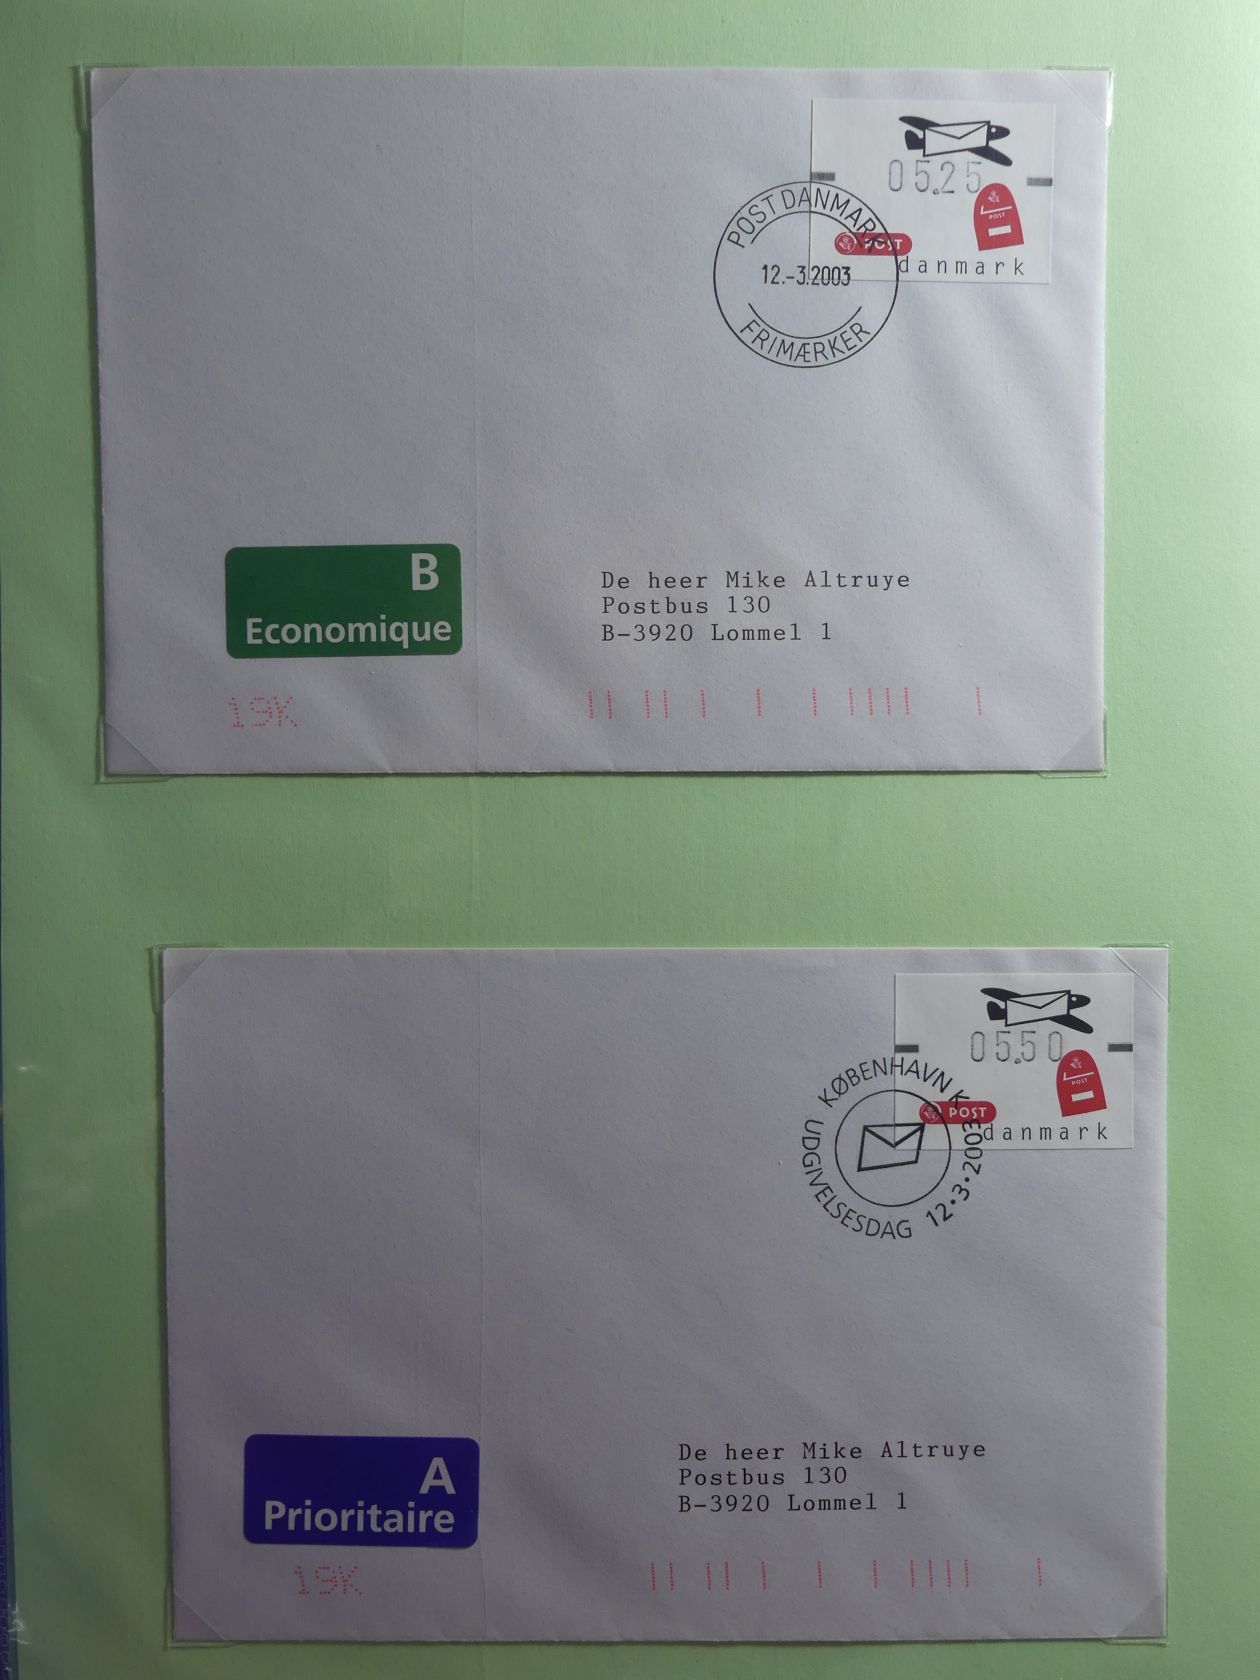 05.25
POST
POST
danmark
POST DANMARK
12.-3.2003
FRIMÆRKER
B
Economique
De heer Mike Altruye
Postbus 130
B-3920 Lommel 1
19K
05.50
POST
POST
danmark
KØBENHAVN K
UDGIVELSESDAG 12•3•2003
A
Prioritaire
De heer Mike Altruye
Postbus 130
B-3920 Lommel 1
19K